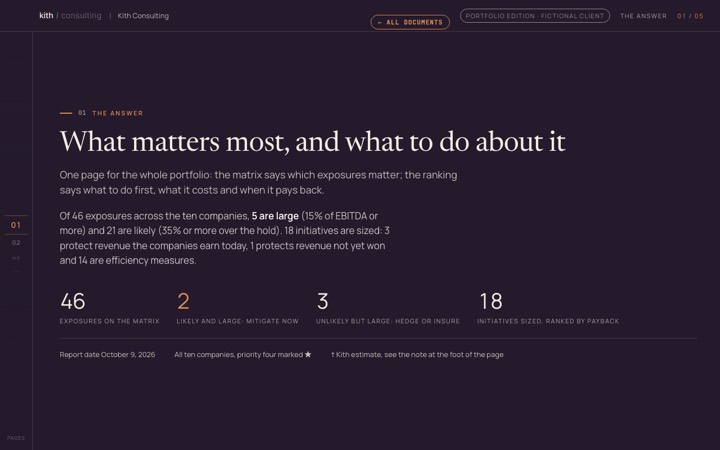 kith / consulting | Kith Consulting
← ALL DOCUMENTS
PORTFOLIO EDITION · FICTIONAL CLIENT
THE ANSWER
01 / 05
01 THE ANSWER
What matters most, and what to do about it
One page for the whole portfolio: the matrix says which exposures matter; the ranking
says what to do first, what it costs and when it pays back.
Of 46 exposures across the ten companies, 5 are large (15% of EBITDA or
more) and 21 are likely (35% or more over the hold). 18 initiatives are sized: 3
protect revenue the companies earn today, 1 protects revenue not yet won
and 14 are efficiency measures.
01
02
46
EXPOSURES ON THE MATRIX
2
LIKELY AND LARGE: MITIGATE NOW
3
UNLIKELY BUT LARGE: HEDGE OR INSURE
18
INITIATIVES SIZED, RANKED BY PAYBACK
Report date October 9, 2026
All ten companies, priority four marked ★
† Kith estimate, see the note at the foot of the page
PAGES